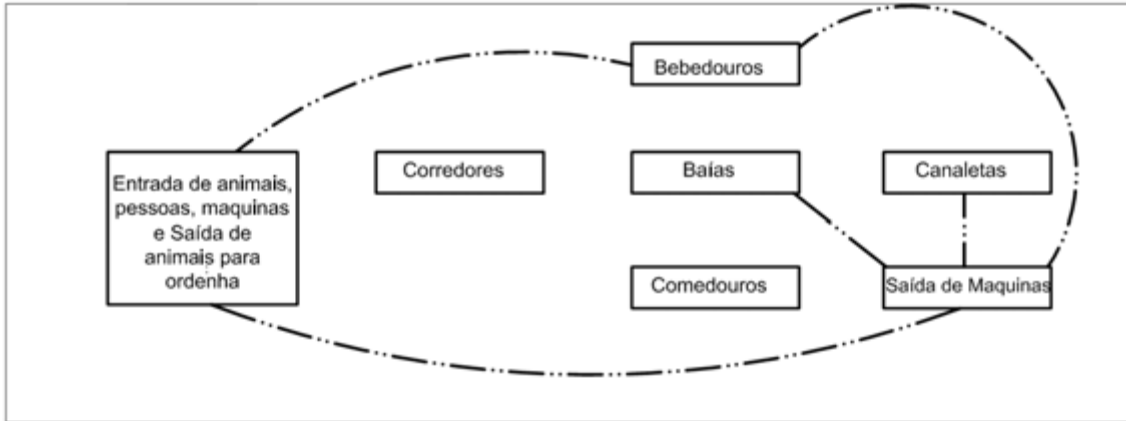 Bebedouros
Entrada de animais,
pessoas, maquinas
e Saída de
animais para
ordenha
Corredores
Baías
Canaletas
Comedouros
Saída de Maquinas